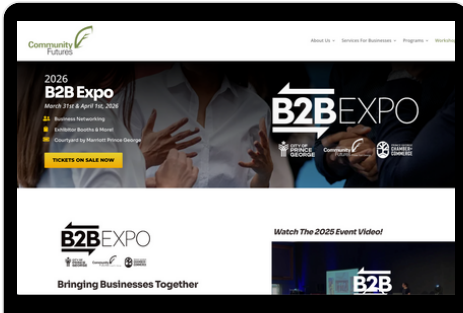 Community
Futures
About Us
Services For Businesses
Programs
Workshop
2026
B2B Expo
March 31st & April 1st, 2026
Business Networking
Exhibitor Booths & More!
Courtyard by Marriott Prince George
TICKETS ON SALE NOW
B2BEXPO
CITY OF
PRINCE
GEORGE
Community
Futures
CHAMBER OF
COMMERCE
B2BEXPO
Watch The 2025 Event Video!
B2B
Bringing Businesses Together